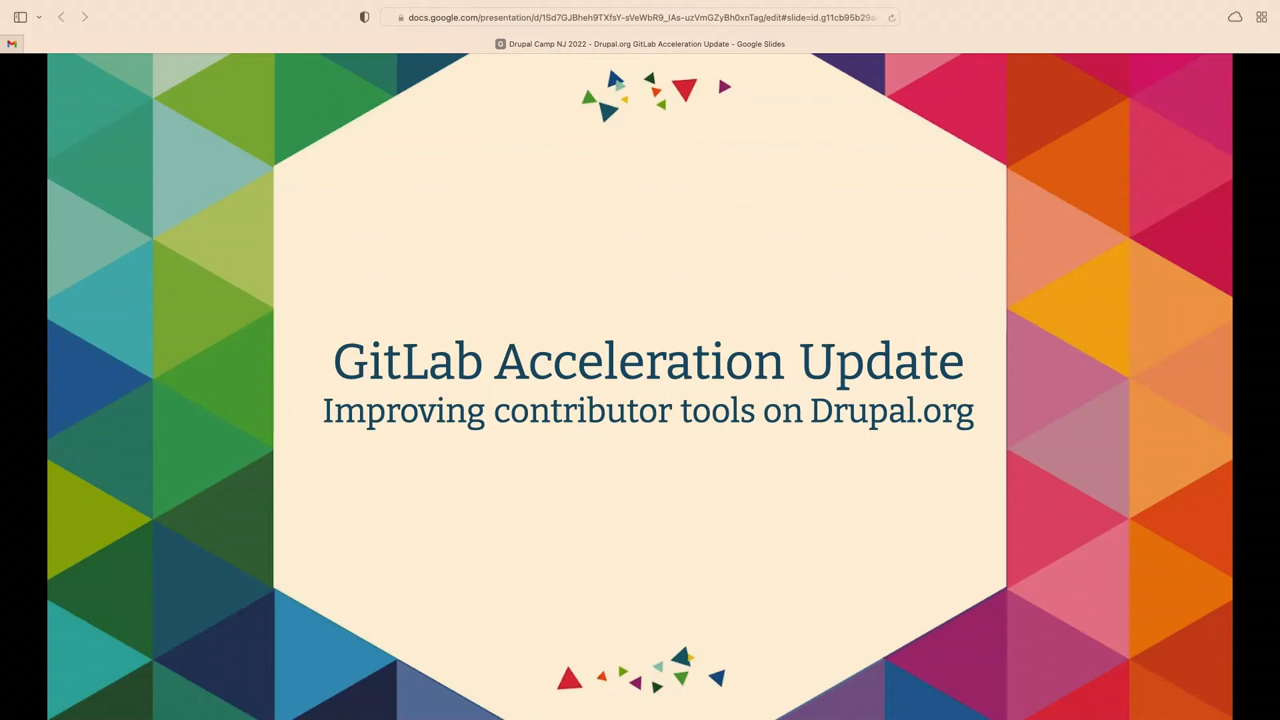 docs.google.com/presentation/d/1Sd7GJBheh9TXfsY-sVeWbR9_lAs-uzVmGZyBh0xnTag/edit#slide=id.g11cb95b29a
Drupal Camp NJ 2022 - Drupal.org GitLab Acceleration Update - Google Slides
GitLab Acceleration Update
Improving contributor tools on Drupal.org